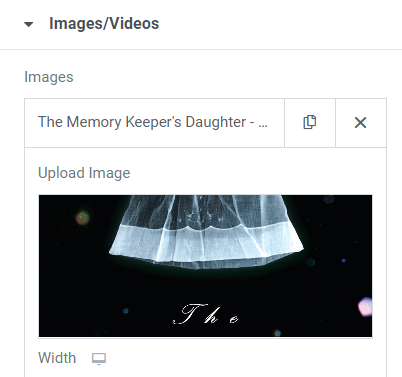 Images/Videos
Images
The Memory Keeper's Daughter - ...
Upload Image
The
Width